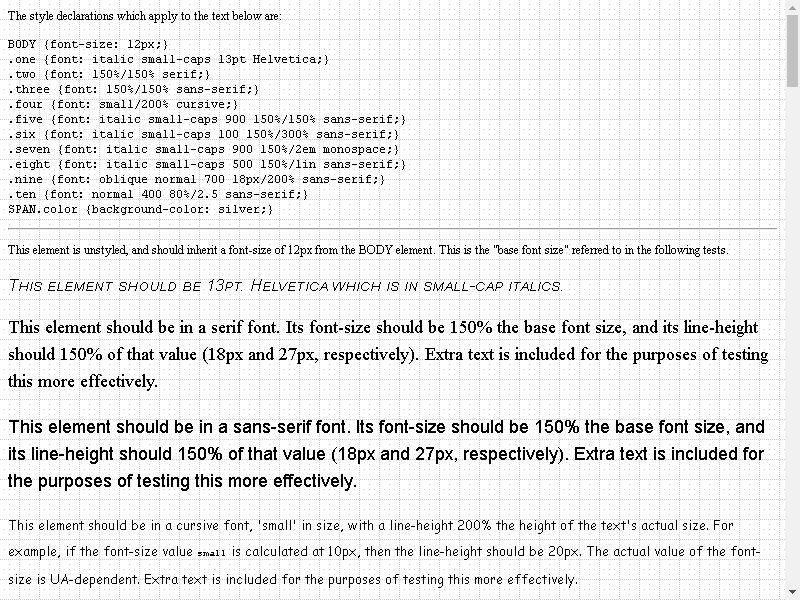 The style declarations which apply to the text below are:
BODY {font-size: 12px;}
.one {font: italic small-caps 13pt Helvetica;}
.two {font: 150%/150% serif;}
.three {font: 150%/150% sans-serif;}
.four {font: small/200% cursive;}
.five {font: italic small-caps 900 150%/150% sans-serif;}
.six {font: italic small-caps 100 150%/300% sans-serif;}
.seven {font: italic small-caps 900 150%/2em monospace;}
.eight {font: italic small-caps 500 150%/1in sans-serif;}
.nine {font: oblique normal 700 18px/200% sans-serif;}
.ten {font: normal 400 80%/2.5 sans-serif;}
SPAN.color {background-color: silver;}
This element is unstyled, and should inherit a font-size of 12px from the BODY element. This is the "base font size" referred to in the following tests.
This element should be 13pt. Helvetica which is in small-cap italics.
This element should be in a serif font. Its font-size should be 150% the base font size, and its line-height
should 150% of that value (18px and 27px, respectively). Extra text is included for the purposes of testing
this more effectively.
This element should be in a sans-serif font. Its font-size should be 150% the base font size, and
its line-height should 150% of that value (18px and 27px, respectively). Extra text is included for
the purposes of testing this more effectively.
This element should be in a cursive font, 'small' in size, with a line-height 200% the height of the text's actual size. For
example, if the font-size value small is calculated at 10px, then the line-height should be 20px. The actual value of the font-
size is UA-dependent. Extra text is included for the purposes of testing this more effectively.